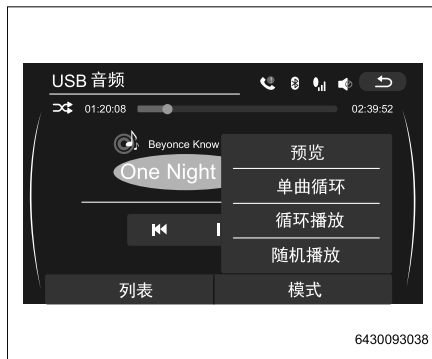 USB 音频
01:20:08
02:39:52
Beyonce Know
One Night
预览
单曲循环
循环播放
随机播放
列表
模式
6430093038